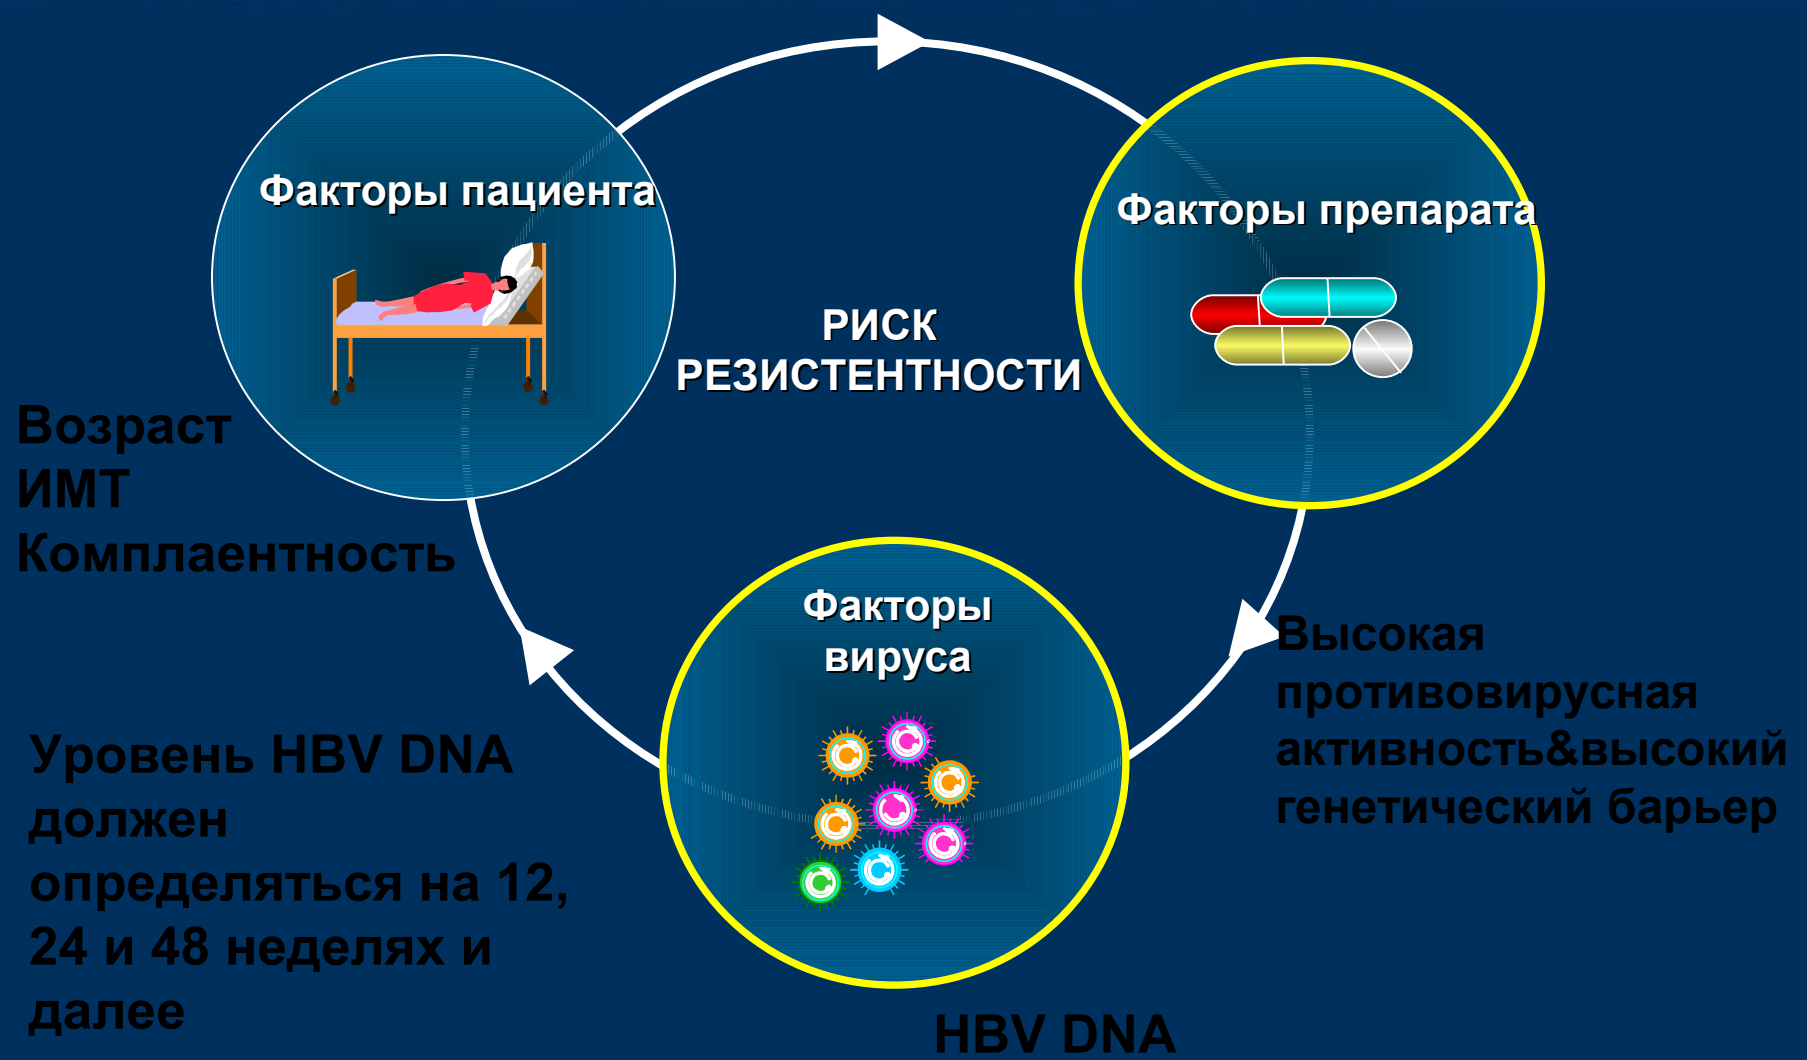 Факторы пациента
Факторы препарата
РИСК
РЕЗИСТЕНТНОСТИ
Возраст
ИМТ
Комплаентность
Факторы
вируса
Высокая
противовирусная
активность&высокий
генетический барьер
Уровень HBV DNA
должен
определяться на 12,
24 и 48 неделях и
далее
HBV DNA